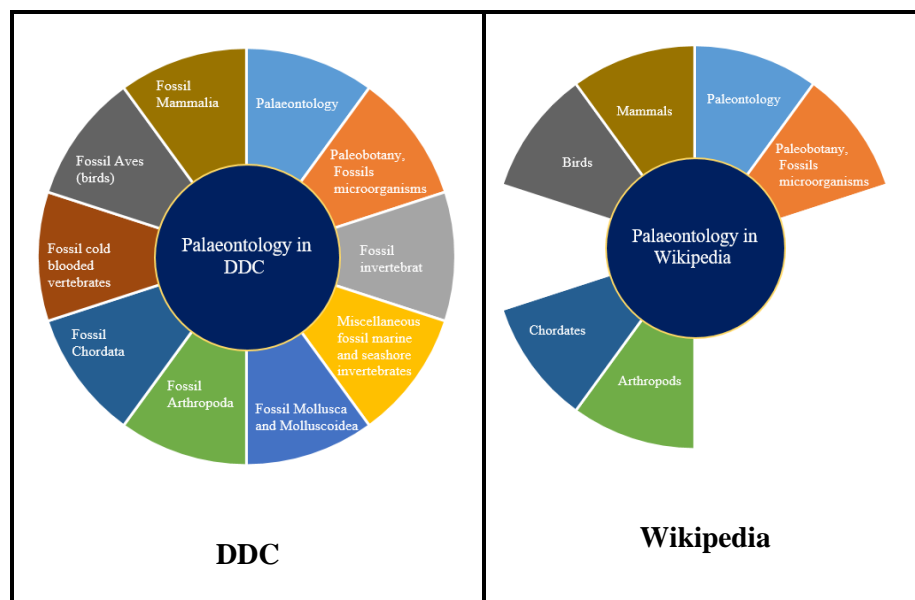 Fossil
Mammalia
Palaeontology
Paleobotany,
Fossils
microorganisms
Fossil
invertebrat
Miscellaneous
fossil marine
and seashore
invertebrates
Fossil Mollusca
and Molluscoidea
Fossil
Arthropoda
Fossil
Chordata
Fossil cold
blooded
vertebrates
Fossil Aves
(birds)
Palaeontology in
DDC
DDC
Mammals
Paleontology
Paleobotany,
Fossils
microorganisms
Arthropods
Chordates
Birds
Palaeontology in
Wikipedia
Wikipedia